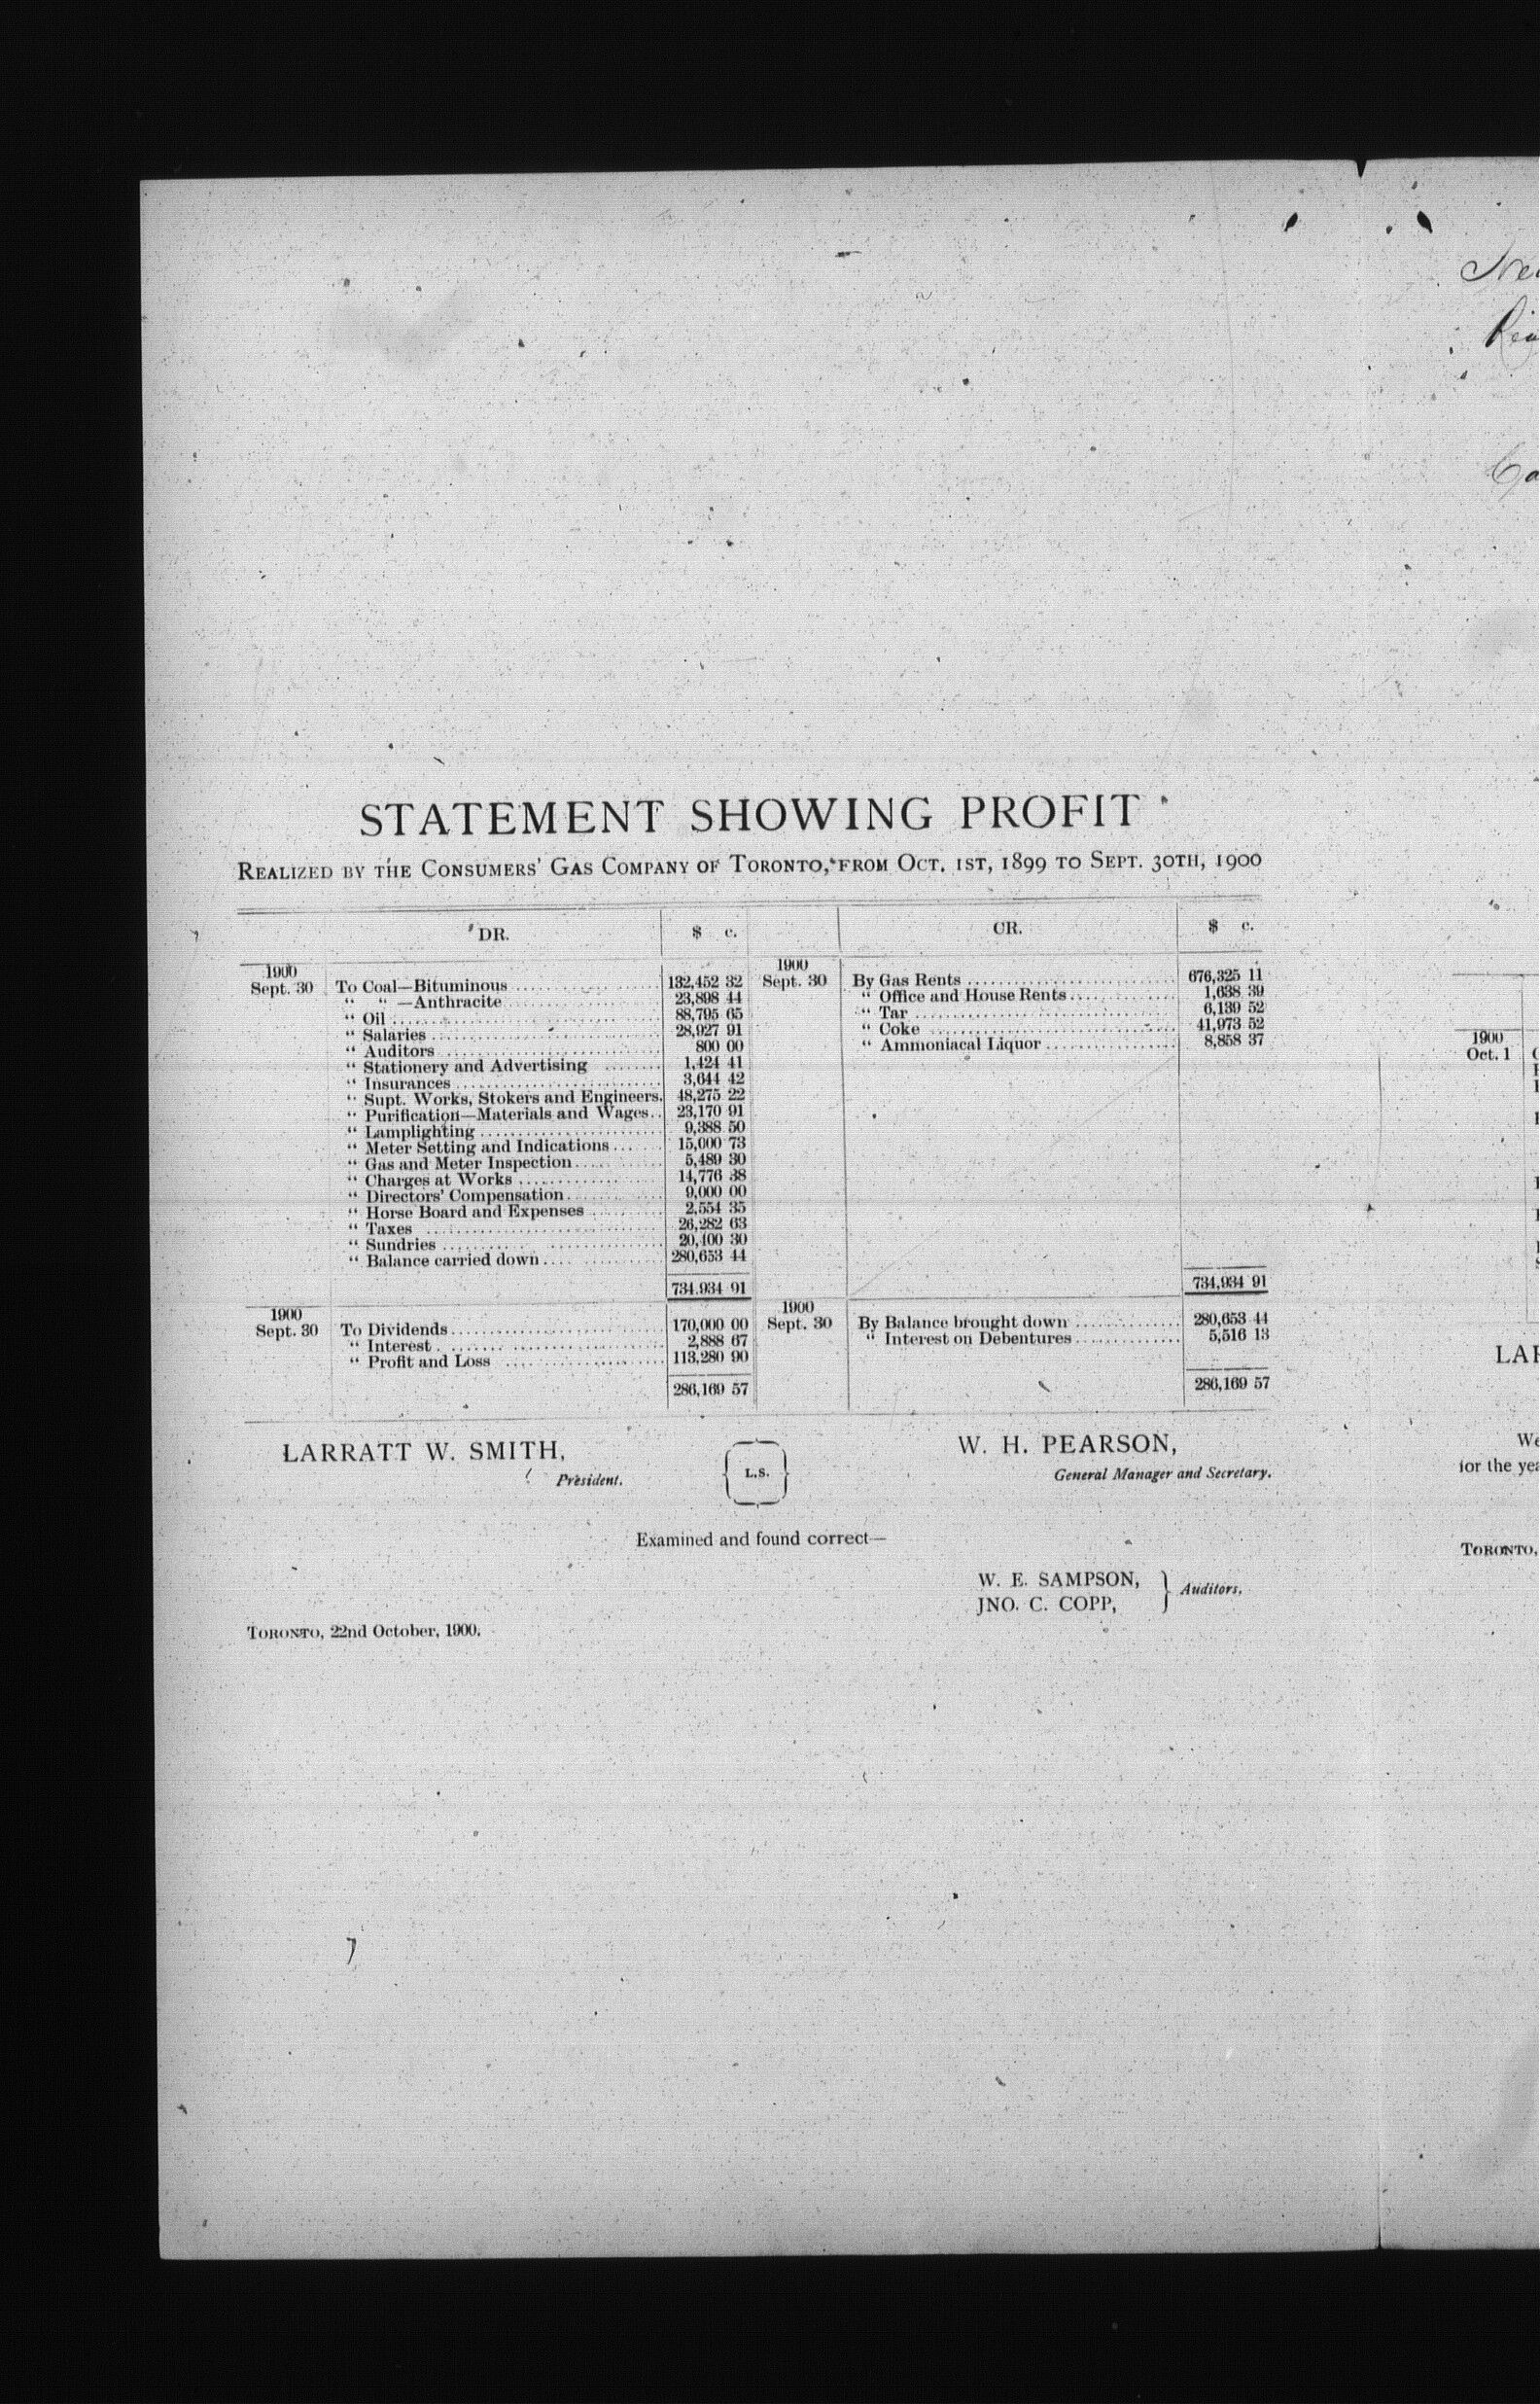 STATEMENT SHOWING PROFIT
REALIZED BY THE CONSUMERS' GAS COMPANY OF TORONTO, FROM OCT. 1ST, 1899 TO SEPT. 30TH, 1900
DR. $ c. CR. $ c.
1900 1900
Sept. 30 To Coal—Bituminous 132,452 32 Sept. 30 By Gas Rents 676,325 11
“ “ —Anthracite 23,898 44 “ Office and House Rents 1,638 39
“ Oil 88,795 65 “ Tar 6,139 52
“ Salaries 28,927 91 “ Coke 41,973 52
“ Auditors 800 00 “ Ammoniacal Liquor 8,858 37
“ Stationery and Advertising 1,424 41
“ Insurances 3,644 42
“ Supt. Works, Stokers and Engineers. 48,275 22
“ Purification—Materials and Wages.. 23,170 91
“ Lamplighting 9,388 50
“ Meter Setting and Indications 15,000 73
“ Gas and Meter Inspection 5,489 30
“ Charges at Works 14,776 38
“ Directors' Compensation 9,000 00
“ Horse Board and Expenses 2,554 35
“ Taxes 26,282 63
“ Sundries 20,400 30
“ Balance carried down 280,653 44
734,934 91 734,934 91
1900 1900
Sept. 30 To Dividends 170,000 00 Sept. 30 By Balance brought down 280,653 44
“ Interest 2,888 67 “ Interest on Debentures 5,516 13
“ Profit and Loss 113,280 90
286,169 57 286,169 57
LARRATT W. SMITH,
President.
L.S.
W. H. PEARSON,
General Manager and Secretary.
Examined and found correct—
W. E. SAMPSON,
JNO. C. COPP,
Auditors.
TORONTO, 22nd October, 1900.
1900
Oct. 1
for the
TORONTO,